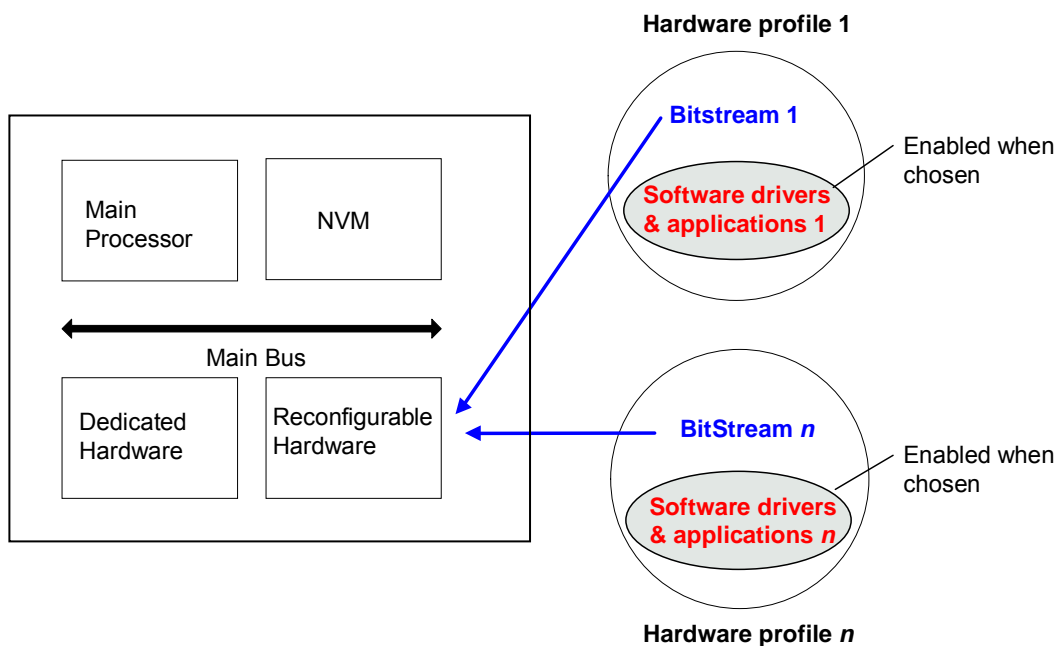 Hardware profile 1
Bitstream 1
Enabled when
chosen
Software drivers
& applications 1
Main
Processor
NVM
Main Bus
Dedicated
Hardware
Reconfigurable
Hardware
BitStream n
Enabled when
chosen
Software drivers
& applications n
Hardware profile n